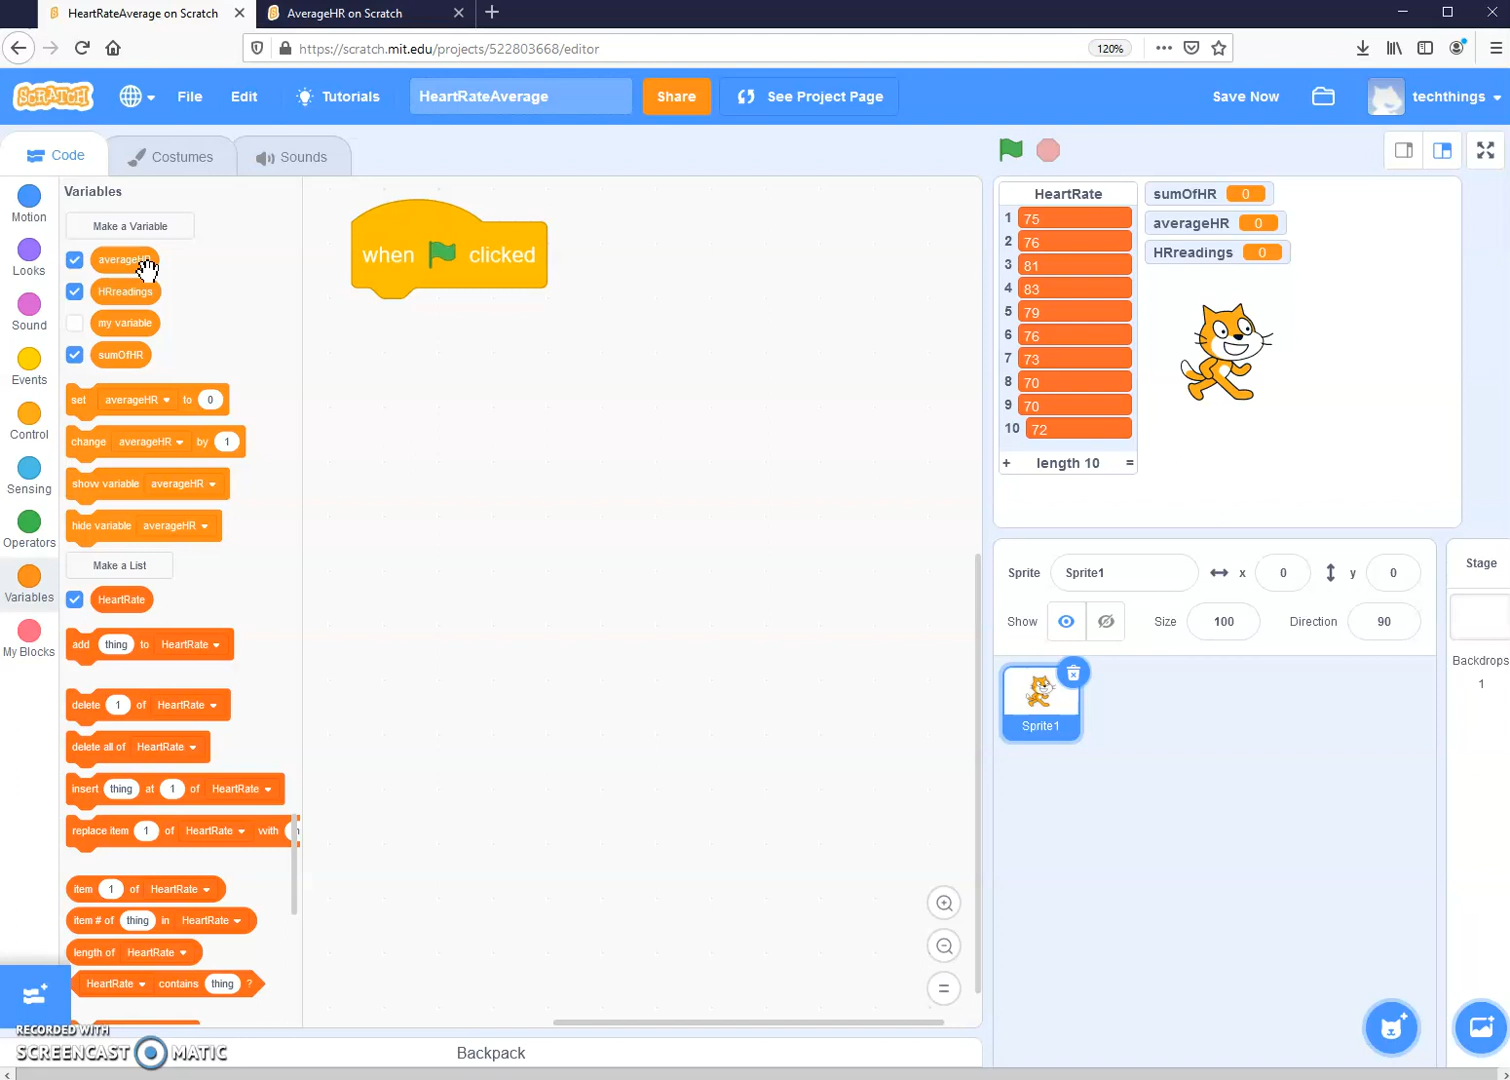 HeartRateAverage on Scratch
AverageHR on Scratch
https://scratch.mit.edu/projects/522803668/editor
120%
SCRATCH
File
Edit
Tutorials
HeartRateAverage
Share
See Project Page
Save Now
techthings
Code
Costumes
Sounds
Motion
Looks
Sound
Events
Control
Sensing
Operators
Variables
My Blocks
Variables
Make a Variable
averageHR
HRreadings
my variable
sumOfHR
set averageHR to 0
change averageHR by 1
show variable averageHR
hide variable averageHR
Make a List
HeartRate
add thing to HeartRate
delete 1 of HeartRate
delete all of HeartRate
insert thing at 1 of HeartRate
replace item 1 of HeartRate with
item 1 of HeartRate
item # of thing in HeartRate
length of HeartRate
HeartRate contains thing ?
when clicked
HeartRate
1 75
2 76
3 81
4 83
5 79
6 76
7 73
8 70
9 70
10 72
+ length 10 =
sumOfHR 0
averageHR 0
HRreadings 0
Sprite Sprite1 x 0 y 0
Show Size 100 Direction 90
Sprite1
Stage
Backdrops
1
Backpack
RECORDED WITH
SCREENCAST MATIC